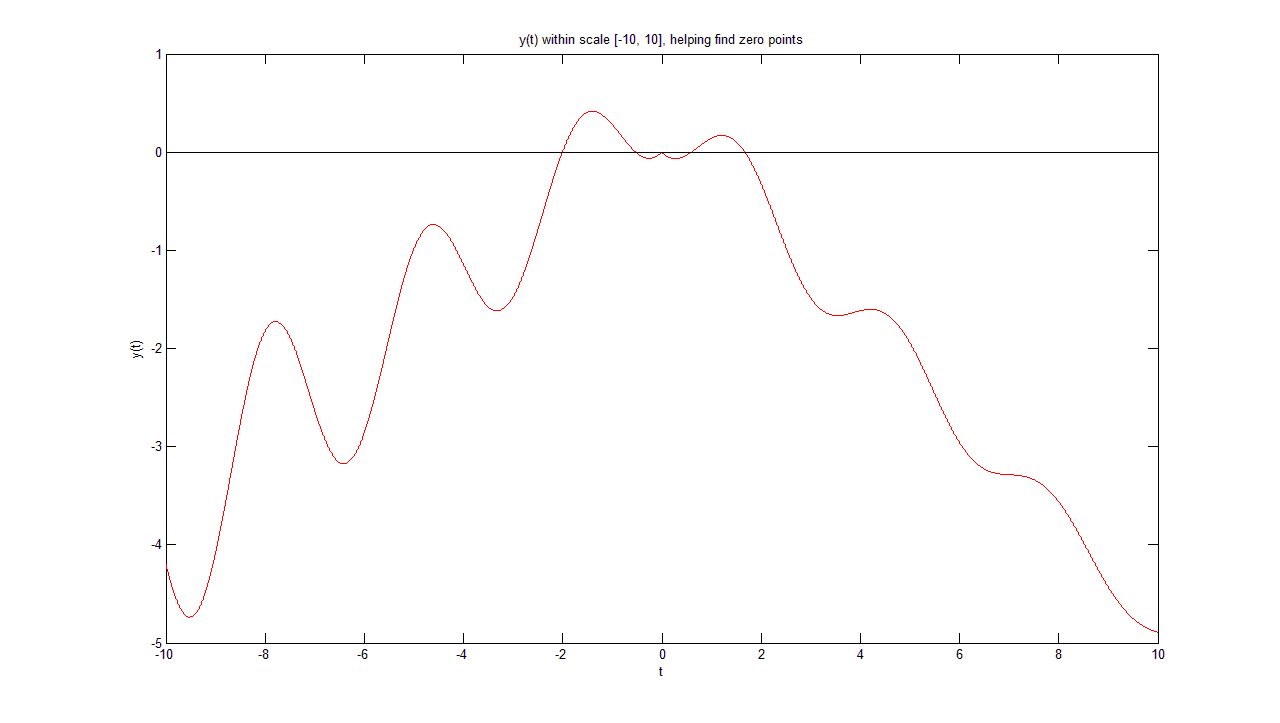 y(t) within scale [-10, 10], helping find zero points
1
0
-1
-2
-3
-4
-5
y(t)
-10 -8 -6 -4 -2 0 2 4 6 8 10
t